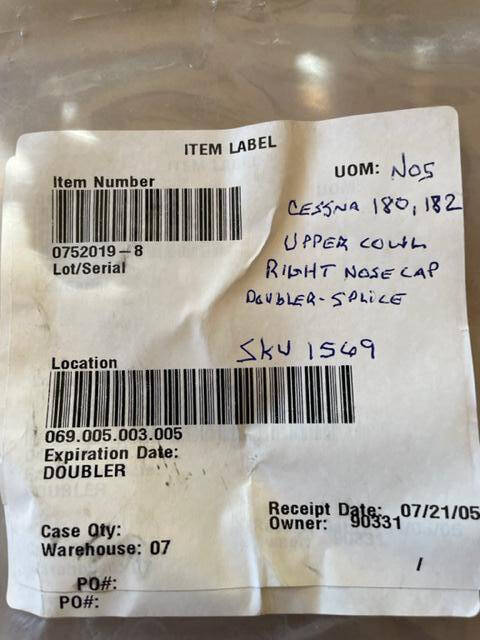 ITEM LABEL
Item Number
UOM: NOS
CESSNA 180, 182
0752019-8
UPPER COWL
Lot/Serial
RIGHT NOSE CAP
DOUBLER-SPLICE
Location
SKU 1569
069.005.003.005
Expiration Date:
DOUBLER
Receipt Date: 07/21/05
Case Qty:
Owner: 90331
Warehouse: 07
/
PO#:
PO#: